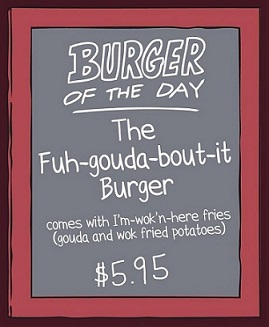 BURGER
OF THE DAY
The
Fuh-gouda-bout-it
Burger
comes with I'm-wok'n-here fries
(gouda and wok fried potatoes)
$5.95